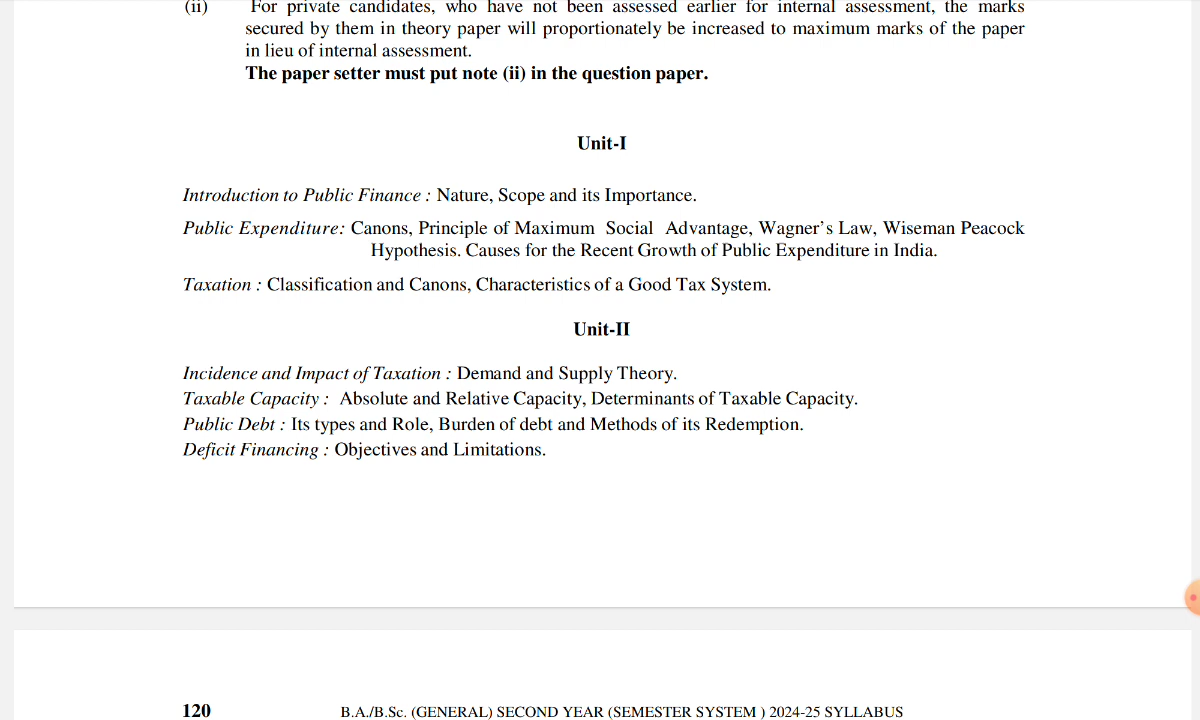 (ii) For private candidates, who have not been assessed earlier for internal assessment, the marks
secured by them in theory paper will proportionately be increased to maximum marks of the paper
in lieu of internal assessment.
The paper setter must put note (ii) in the question paper.
Unit-I
Introduction to Public Finance : Nature, Scope and its Importance.
Public Expenditure: Canons, Principle of Maximum Social Advantage, Wagner's Law, Wiseman Peacock
Hypothesis. Causes for the Recent Growth of Public Expenditure in India.
Taxation : Classification and Canons, Characteristics of a Good Tax System.
Unit-II
Incidence and Impact of Taxation : Demand and Supply Theory.
Taxable Capacity : Absolute and Relative Capacity, Determinants of Taxable Capacity.
Public Debt : Its types and Role, Burden of debt and Methods of its Redemption.
Deficit Financing : Objectives and Limitations.
120 B.A./B.Sc. (GENERAL) SECOND YEAR (SEMESTER SYSTEM ) 2024-25 SYLLABUS